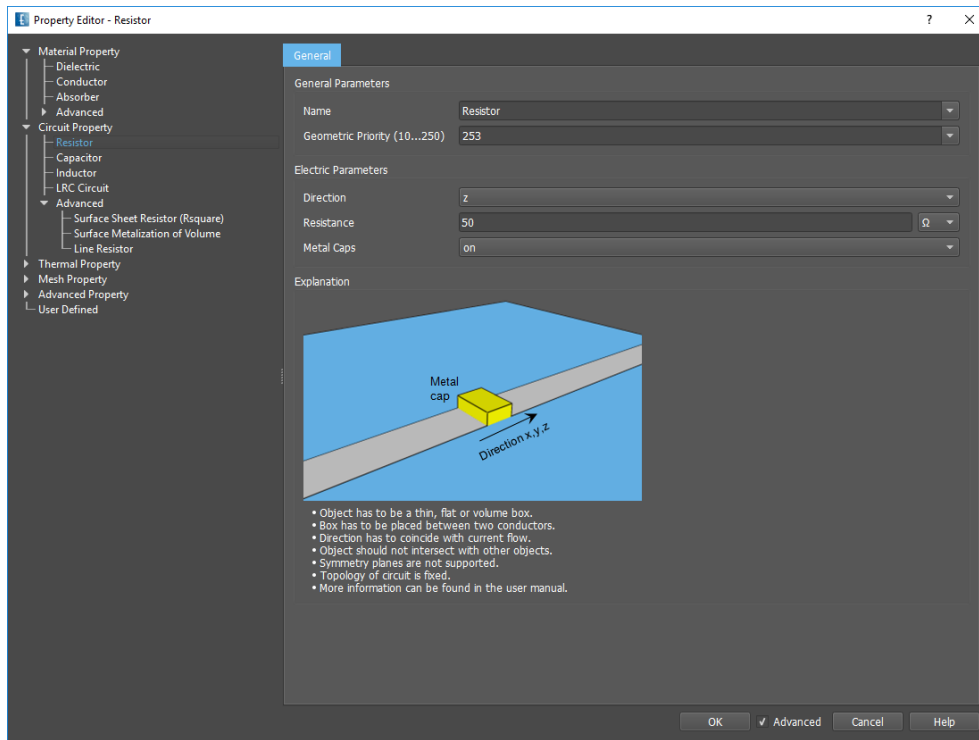 Property Editor - Resistor
?
Material Property
Dielectric
Conductor
Absorber
Advanced
Circuit Property
Resistor
Capacitor
Inductor
LRC Circuit
Advanced
Surface Sheet Resistor (Rsquare)
Surface Metalization of Volume
Line Resistor
Thermal Property
Mesh Property
Advanced Property
User Defined
General
General Parameters
Name Resistor
Geometric Priority (10...250) 253
Electric Parameters
Direction z
Resistance 50 Ω
Metal Caps on
Explanation
Metal
cap
Direction x,y,z
• Object has to be a thin, flat or volume box.
• Box has to be placed between two conductors.
• Direction has to coincide with current flow.
• Object should not intersect with other objects.
• Symmetry planes are not supported.
• Topology of circuit is fixed.
• More information can be found in the user manual.
OK Advanced Cancel Help